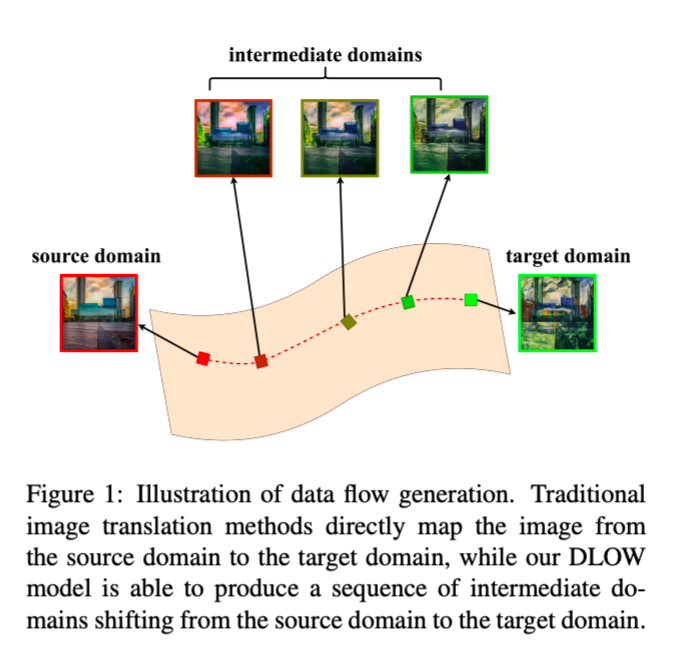 intermediate domains
source domain
target domain
Figure 1: Illustration of data flow generation. Traditional
image translation methods directly map the image from
the source domain to the target domain, while our DLOW
model is able to produce a sequence of intermediate do-
mains shifting from the source domain to the target domain.